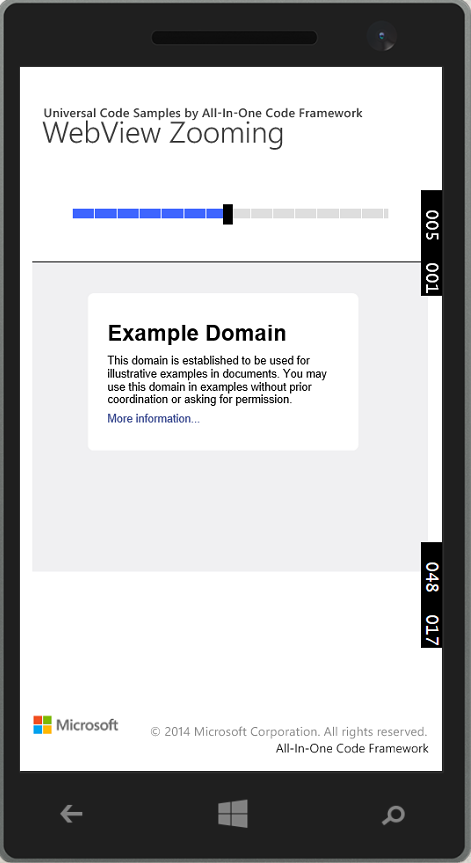 Universal Code Samples by All-In-One Code Framework
WebView Zooming
005
001
Example Domain
This domain is established to be used for
illustrative examples in documents. You may
use this domain in examples without prior
coordination or asking for permission.
More information...
048
017
Microsoft
© 2014 Microsoft Corporation. All rights reserved.
All-In-One Code Framework